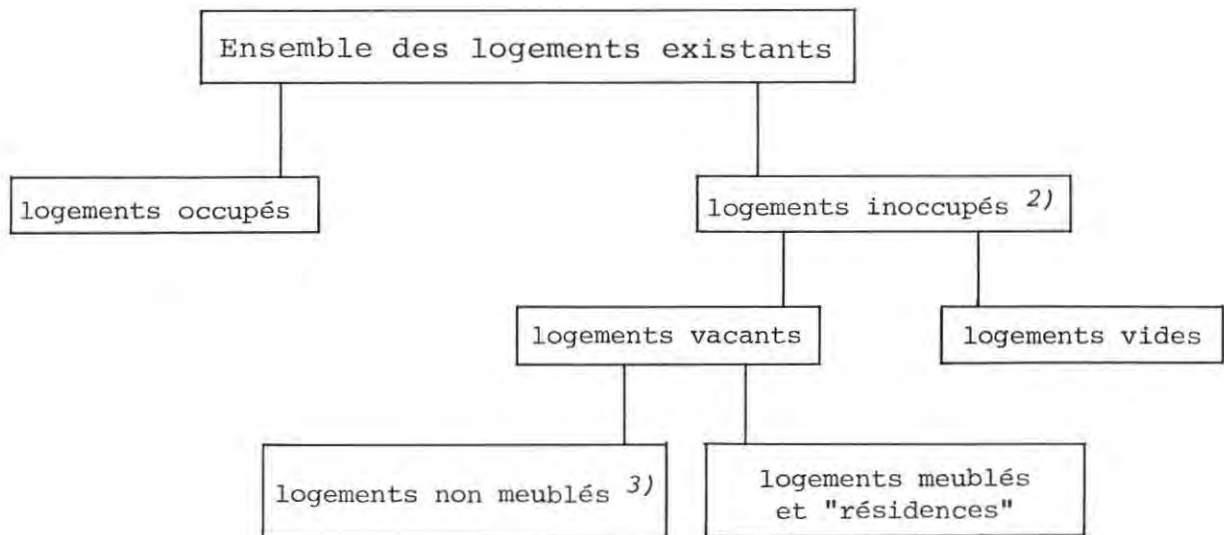 Ensemble des logements existants
logements occupés
logements inoccupés 2)
logements vacants
logements vides
logements non meublés 3)
logements meublés
et "résidences"